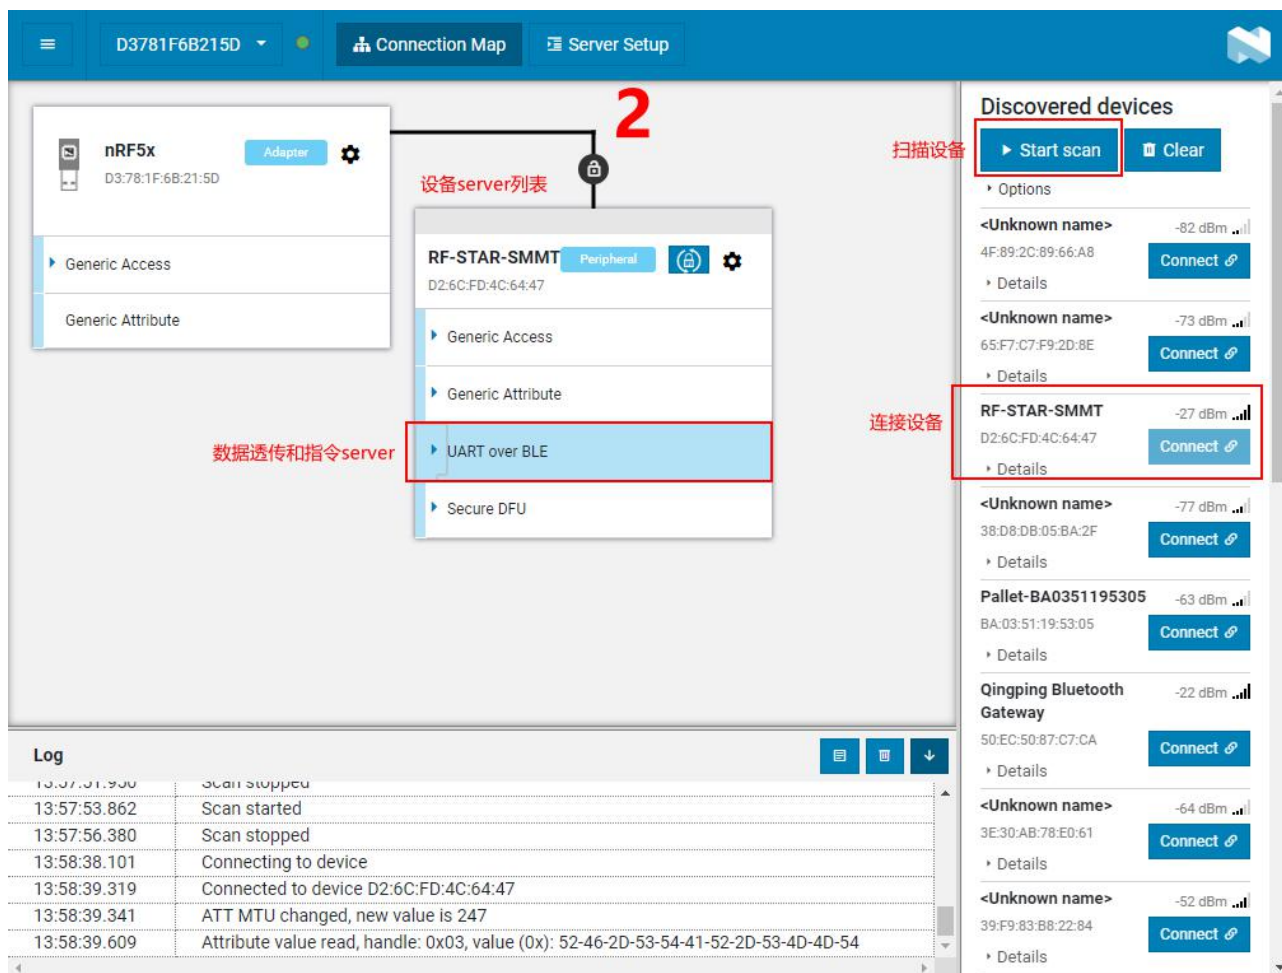 D3781F6B215D
Connection Map
Server Setup
2
nRF5x
Adapter
D3:78:1F:6B:21:5D
Generic Access
Generic Attribute
设备server列表
RF-STAR-SMMT
Peripheral
D2:6C:FD:4C:64:47
Generic Access
Generic Attribute
数据透传和指令server
UART over BLE
Secure DFU
Discovered devices
扫描设备
Start scan
Clear
Options
<Unknown name>
-82 dBm
4F:89:2C:89:66:A8
Connect
Details
<Unknown name>
-73 dBm
65:F7:C7:F9:2D:8E
Connect
Details
连接设备
RF-STAR-SMMT
-27 dBm
D2:6C:FD:4C:64:47
Connect
Details
<Unknown name>
-77 dBm
38:D8:DB:05:BA:2F
Connect
Details
Pallet-BA0351195305
-63 dBm
BA:03:51:19:53:05
Connect
Details
Qingping Bluetooth
Gateway
-22 dBm
50:EC:50:87:C7:CA
Connect
Details
<Unknown name>
-64 dBm
3E:30:AB:78:E0:61
Connect
Details
<Unknown name>
-52 dBm
39:F9:83:B8:22:84
Connect
Details
Log
Scan stopped
13:57:53.862 Scan started
13:57:56.380 Scan stopped
13:58:38.101 Connecting to device
13:58:39.319 Connected to device D2:6C:FD:4C:64:47
13:58:39.341 ATT MTU changed, new value is 247
13:58:39.609 Attribute value read, handle: 0x03, value (0x): 52-46-2D-53-54-41-52-2D-53-4D-4D-54